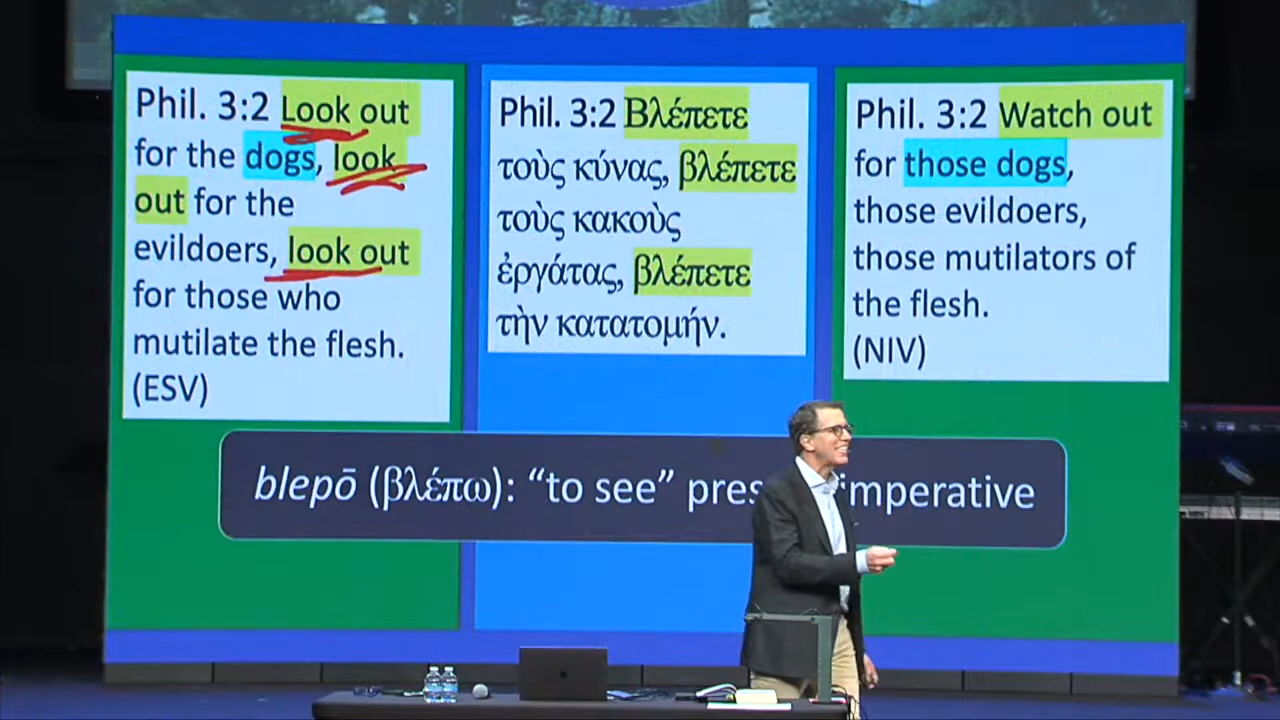 Phil. 3:2 Look out
for the dogs, look
out for the
evildoers, look out
for those who
mutilate the flesh.
(ESV)
Phil. 3:2 Βλέπετε
τοὺς κύνας, βλέπετε
τοὺς κακοὺς
ἐργάτας, βλέπετε
τὴν κατατομήν.
Phil. 3:2 Watch out
for those dogs,
those evildoers,
those mutilators of
the flesh.
(NIV)
blepō (βλέπω): “to see” imperative